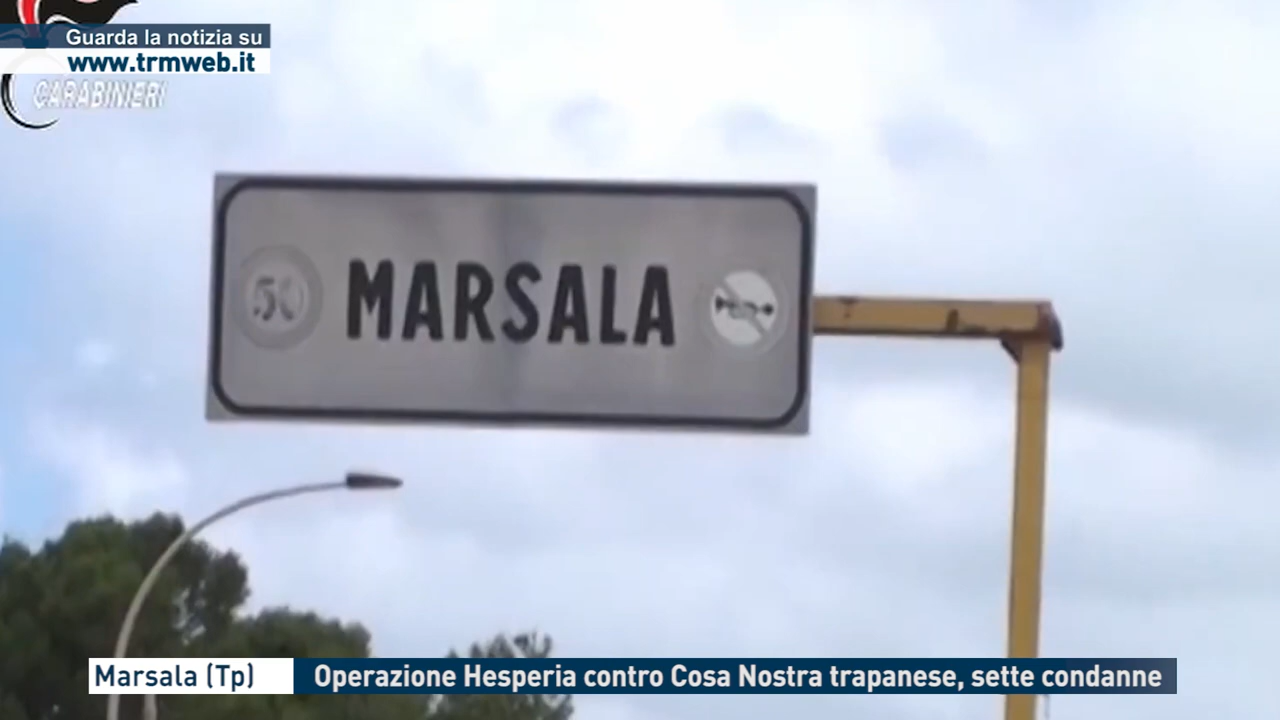 Guarda la notizia su
www.trmweb.it
CARABINIERI
50 MARSALA
Marsala (Tp) Operazione Hesperia contro Cosa Nostra trapanese, sette condanne